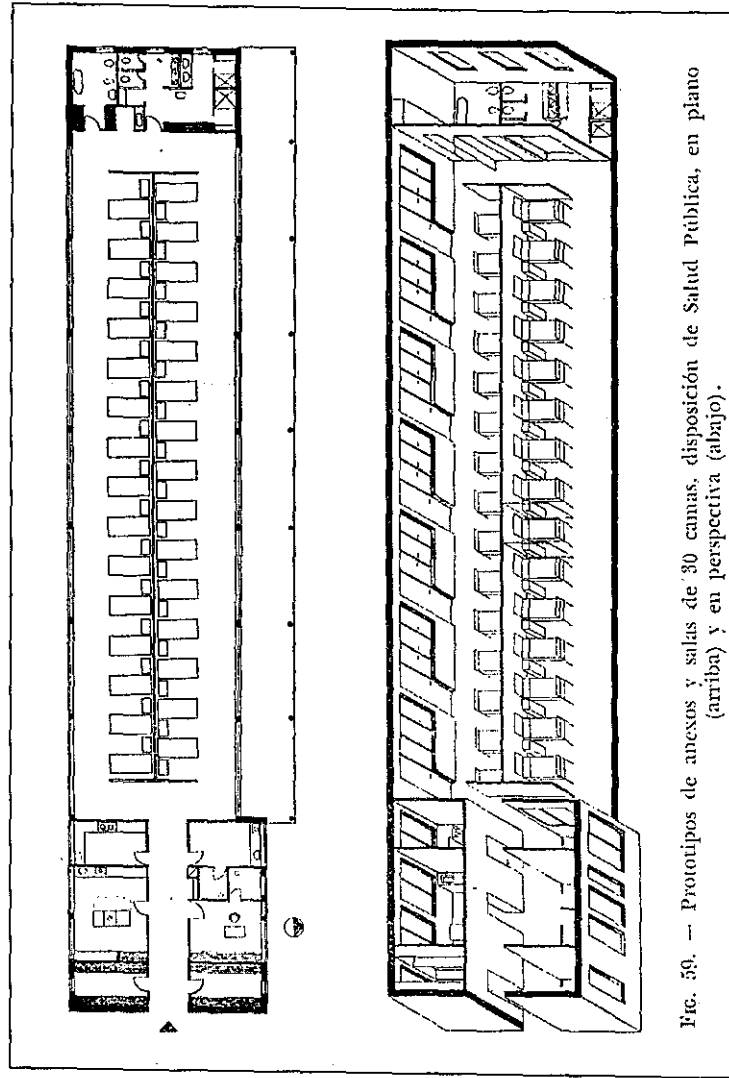 FIG. 59. — Prototipos de anexos y salas de 30 camas, disposición de Salud Pública, en plano
(arriba) y en perspectiva (abajo).